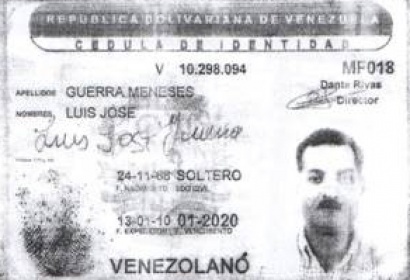 REPUBLICA BOLIVARIANA DE VENEZUELA
CEDULA DE IDENTIDAD
V 10.298.094 MF018
Dante Rivas
Director
APELLIDOS GUERRA MENESES
NOMBRES LUIS JOSE
Luis José
24-11-68 SOLTERO
F. NACIMIENTO EDO CIVIL
13-01-10 01-2020
F. EXPEDICION F. VENCIMIENTO
VENEZOLANO